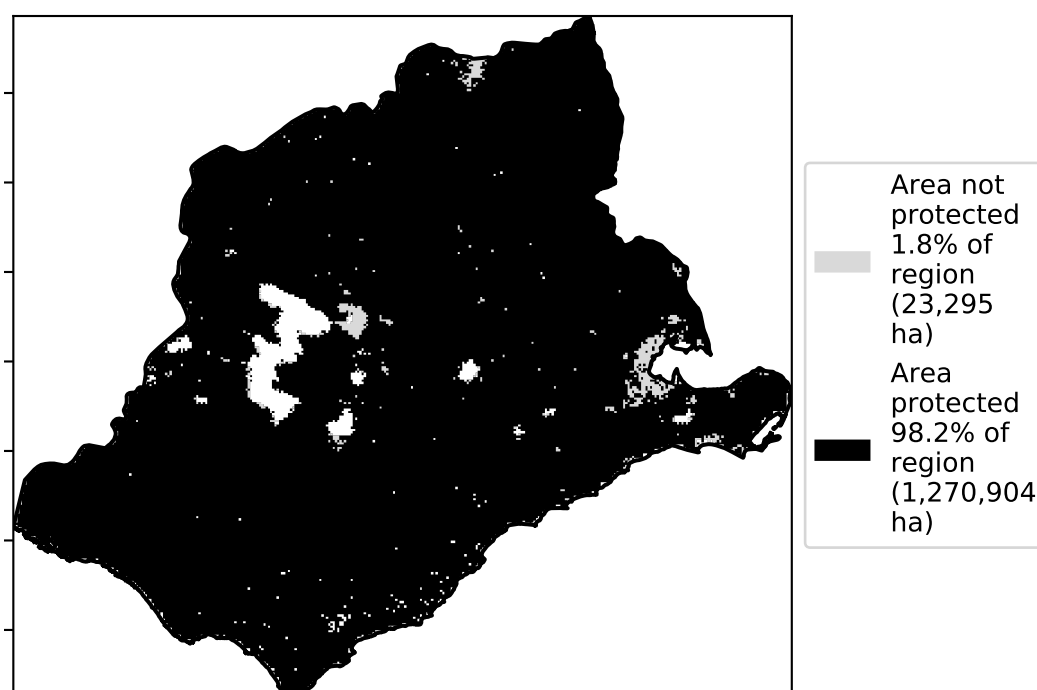 Area not
protected
1.8% of
region
(23,295
ha)
Area
protected
98.2% of
region
(1,270,904
ha)